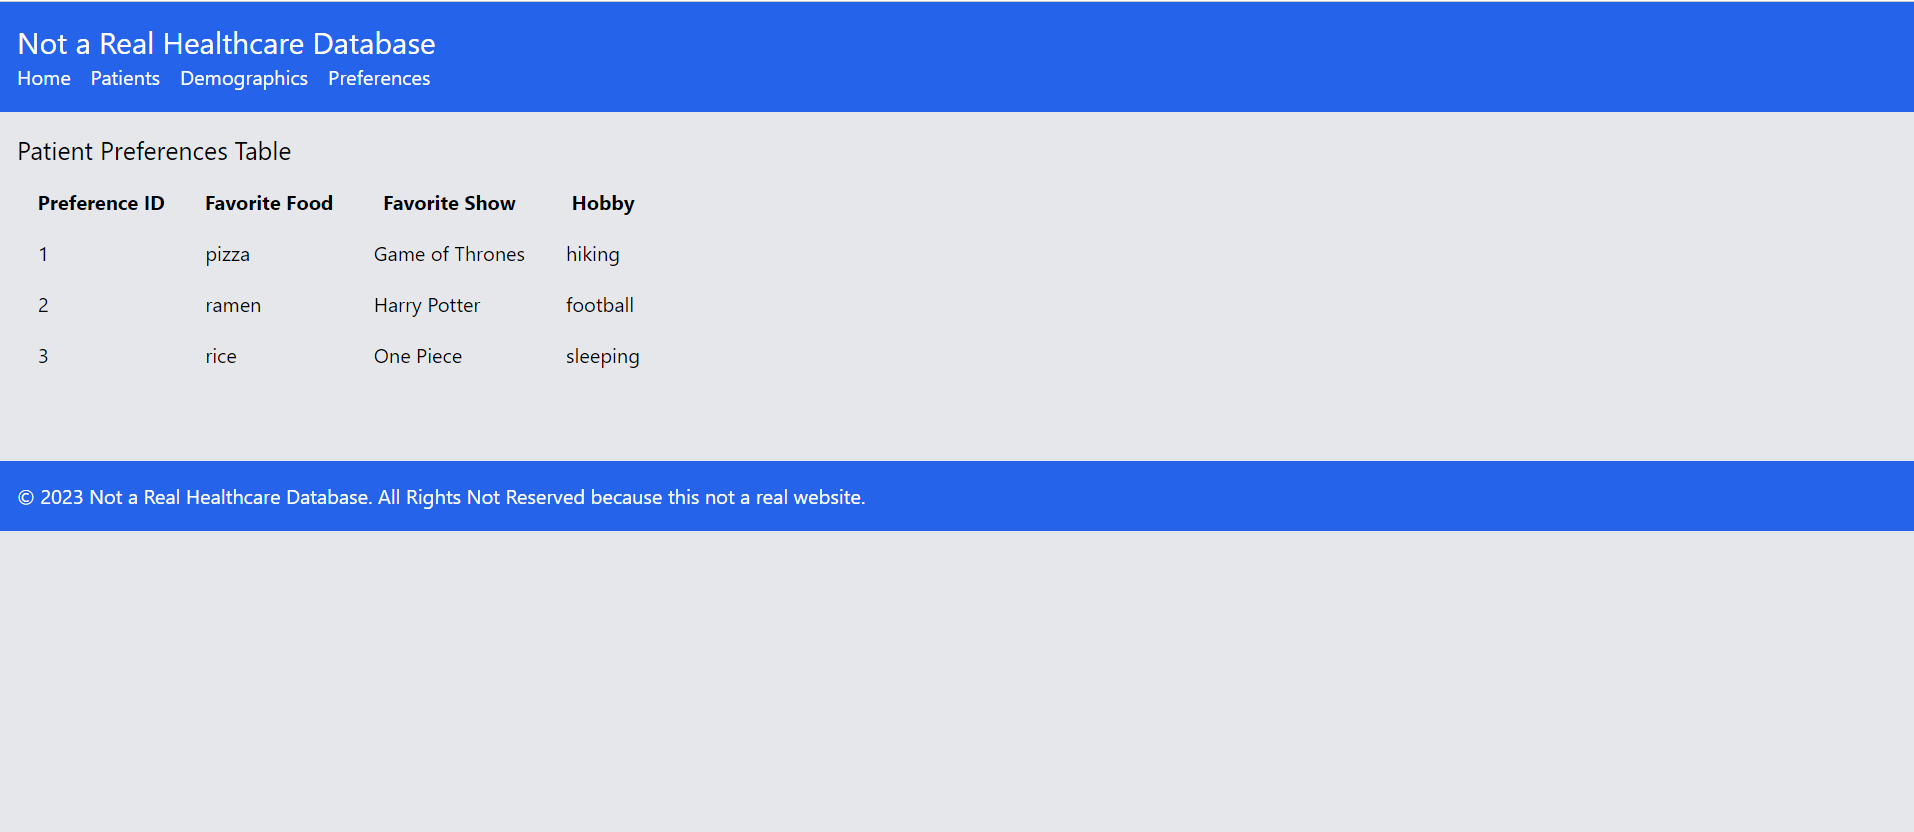 Not a Real Healthcare Database
Home Patients Demographics Preferences
Patient Preferences Table
Preference ID Favorite Food Favorite Show Hobby
1 pizza Game of Thrones hiking
2 ramen Harry Potter football
3 rice One Piece sleeping
© 2023 Not a Real Healthcare Database. All Rights Not Reserved because this not a real website.